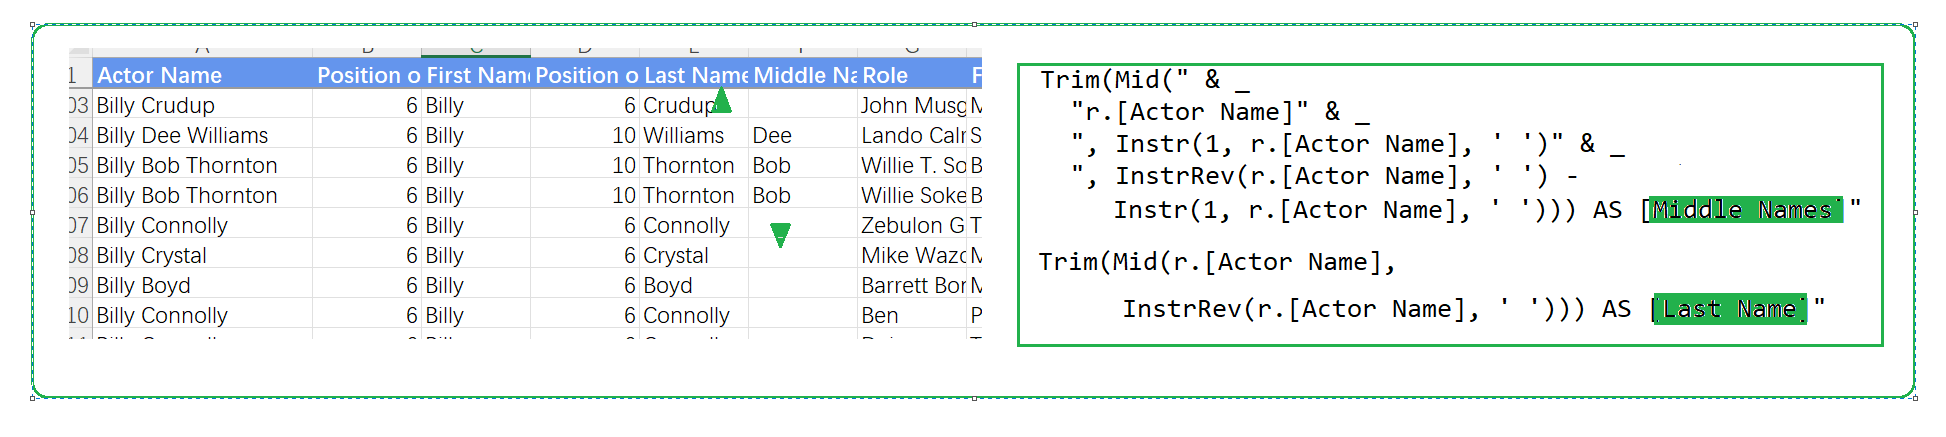 A B C D E F G
1 Actor Name Position o First Nam Position o Last Name Middle Na Role F
03 Billy Crudup 6 Billy 6 Crudup John Musg M
04 Billy Dee Williams 6 Billy 10 Williams Dee Lando Calr S
05 Billy Bob Thornton 6 Billy 10 Thornton Bob Willie T. So B
06 Billy Bob Thornton 6 Billy 10 Thornton Bob Willie Soke B
07 Billy Connolly 6 Billy 6 Connolly Zebulon G T
08 Billy Crystal 6 Billy 6 Crystal Mike Wazo M
09 Billy Boyd 6 Billy 6 Boyd Barrett Bor M
10 Billy Connolly 6 Billy 6 Connolly Ben P
Trim(Mid(" & _
"r.[Actor Name]" & _
", Instr(1, r.[Actor Name], ' ')" & _
", InstrRev(r.[Actor Name], ' ') -
Instr(1, r.[Actor Name], ' '))) AS [Middle Names]"
Trim(Mid(r.[Actor Name],
InstrRev(r.[Actor Name], ' '))) AS [Last Name]"